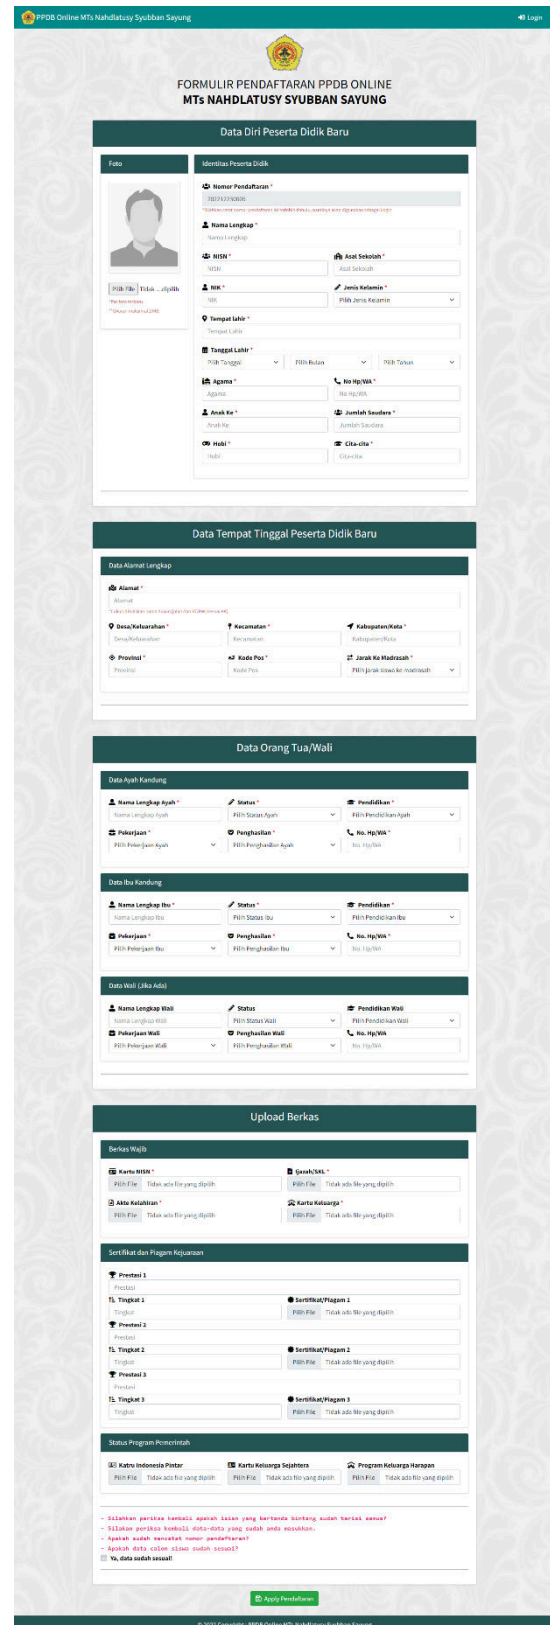 PPDB Online MTs Nahdlatusy Syubban Sayung
Login
FORMULIR PENDAFTARAN PPDB ONLINE
MTs NAHDLATUSY SYUBBAN SAYUNG
Data Diri Peserta Didik Baru
Foto
Pilih File Tidak ... dipilih
Identitas Peserta Didik
Nomor Pendaftaran *
Nama Lengkap *
Nama Lengkap
NISN * Asal Sekolah *
NISN Asal Sekolah
NIK * Jenis Kelamin *
NIK Pilih Jenis Kelamin
Tempat lahir *
Tempat Lahir
Tanggal Lahir *
Pilih Tanggal Pilih Bulan Pilih Tahun
Agama * No Hp/WA *
Agama No Hp/WA
Anak Ke * Jumlah Saudara *
Anak Ke Jumlah Saudara
Hobi * Cita-cita *
Hobi Cita-cita
Data Tempat Tinggal Peserta Didik Baru
Data Alamat Lengkap
Alamat *
Alamat
Desa/Keluarahan * Kecamatan * Kabupaten/Kota *
Desa/Keluarahan Kecamatan Kabupaten/Kota
Provinsi * Kode Pos * Jarak Ke Madrasah *
Provinsi Kode Pos Pilih jarak siswa ke madrasah
Data Orang Tua/Wali
Data Ayah Kandung
Nama Lengkap Ayah * Status * Pendidikan *
Nama Lengkap Ayah Pilih Status Ayah Pilih Pendidikan Ayah
Pekerjaan * Penghasilan * No. Hp/WA *
Pilih Pekerjaan Ayah Pilih Penghasilan Ayah No. Hp/WA
Data Ibu Kandung
Nama Lengkap Ibu * Status * Pendidikan *
Nama Lengkap Ibu Pilih Status Ibu Pilih Pendidikan Ibu
Pekerjaan * Penghasilan * No. Hp/WA *
Pilih Pekerjaan Ibu Pilih Penghasilan Ibu No. Hp/WA
Data Wali (Jika Ada)
Nama Lengkap Wali Status Pendidikan Wali
Nama Lengkap Wali Pilih Status Wali Pilih Pendidikan Wali
Pekerjaan Wali Penghasilan Wali No. Hp/WA
Pilih Pekerjaan Wali Pilih Penghasilan Wali No. Hp/WA
Upload Berkas
Berkas Wajib
Kartu NISN * Ijazah/SKL *
Pilih File Tidak ada file yang dipilih Pilih File Tidak ada file yang dipilih
Akte Kelahiran * Kartu Keluarga *
Pilih File Tidak ada file yang dipilih Pilih File Tidak ada file yang dipilih
Sertifikat dan Piagam Kejuaraan
Prestasi 1
Prestasi
Tingkat 1 Sertifikat/Piagam 1
Tingkat Pilih File Tidak ada file yang dipilih
Prestasi 2
Prestasi
Tingkat 2 Sertifikat/Piagam 2
Tingkat Pilih File Tidak ada file yang dipilih
Prestasi 3
Prestasi
Tingkat 3 Sertifikat/Piagam 3
Tingkat Pilih File Tidak ada file yang dipilih
Status Program Pemerintah
Katru Indonesia Pintar Kartu Keluarga Sejahtera Program Keluarga Harapan
Pilih File Tidak ada file yang dipilih Pilih File Tidak ada file yang dipilih Pilih File Tidak ada file yang dipilih
- Silahkan periksa kembali apakah isian yang bertanda bintang sudah terisi semua?
- Silakan periksa kembali data-data yang sudah anda masukkan.
- Apakah sudah mencatat nomor pendaftaran?
- Apakah data calon siswa sudah sesuai?
Ya, data sudah sesuai!
Apply Pendaftaran